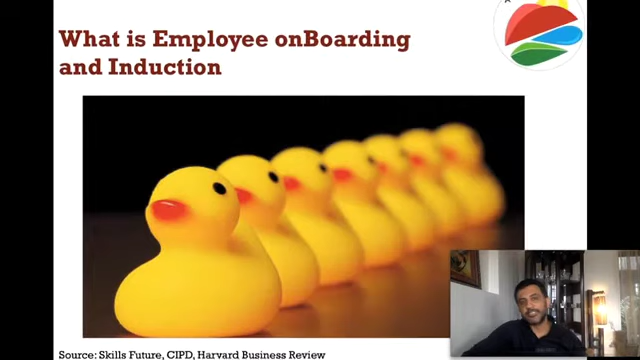 What is Employee onBoarding
and Induction
Source: Skills Future, CIPD, Harvard Business Review